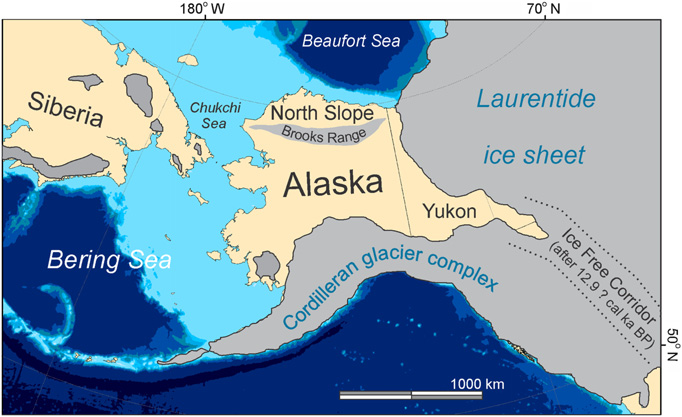 180°W
70°N
Beaufort Sea
Siberia
Chukchi
Sea
North Slope
Brooks Range
Laurentide
ice sheet
Alaska
Yukon
Bering Sea
Cordilleran glacier complex
Ice Free Corridor
(after 12.9 ? cal ka BP)
50°N
1000 km